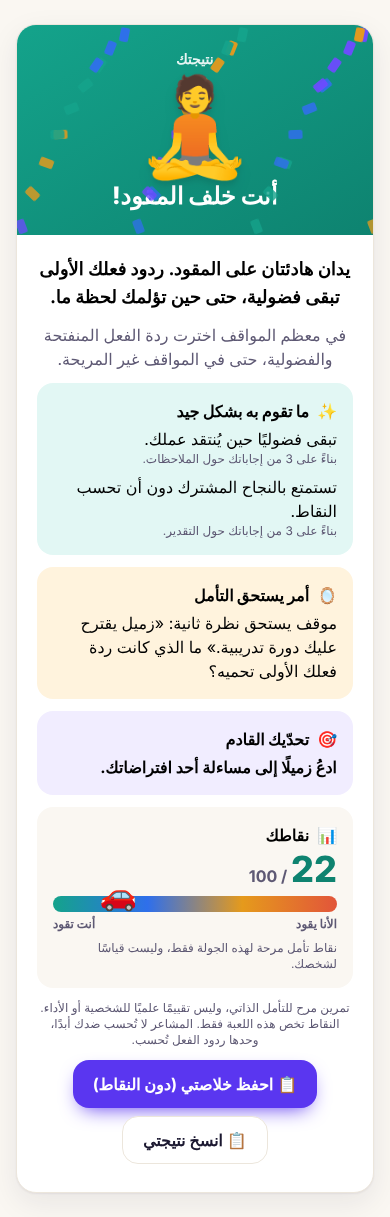 نتيجتك
أنت خلف المقود!
يدان هادئتان على المقود. ردود فعلك الأولى
تبقى فضولية، حتى حين تؤلمك لحظة ما.
في معظم المواقف اخترت ردة الفعل المنفتحة
والفضولية، حتى في المواقف غير المريحة.
✨ ما تقوم به بشكل جيد
تبقى فضوليًا حين يُنتقد عملك.
بناءً على 3 من إجاباتك حول الملاحظات.
تستمتع بالنجاح المشترك دون أن تحسب
النقاط.
بناءً على 3 من إجاباتك حول التقدير.
🪞 أمر يستحق التأمل
موقف يستحق نظرة ثانية: «زميل يقترح
عليك دورة تدريبية.» ما الذي كانت ردة
فعلك الأولى تحميه؟
🎯 تحدّيك القادم
ادعُ زميلًا إلى مساءلة أحد افتراضاتك.
📊 نقاطك
22 / 100
الأنا يقود
أنت تقود
نقاط تأمل مرحة لهذه الجولة فقط، وليست قياسًا
لشخصك.
تمرين مرح للتأمل الذاتي، وليس تقييمًا علميًا للشخصية أو الأداء.
النقاط تخص هذه اللعبة فقط. المشاعر لا تُحسب ضدك أبدًا،
وحدها ردود الفعل تُحسب.
📋 احفظ خلاصتي (دون النقاط)
📋 انسخ نتيجتي